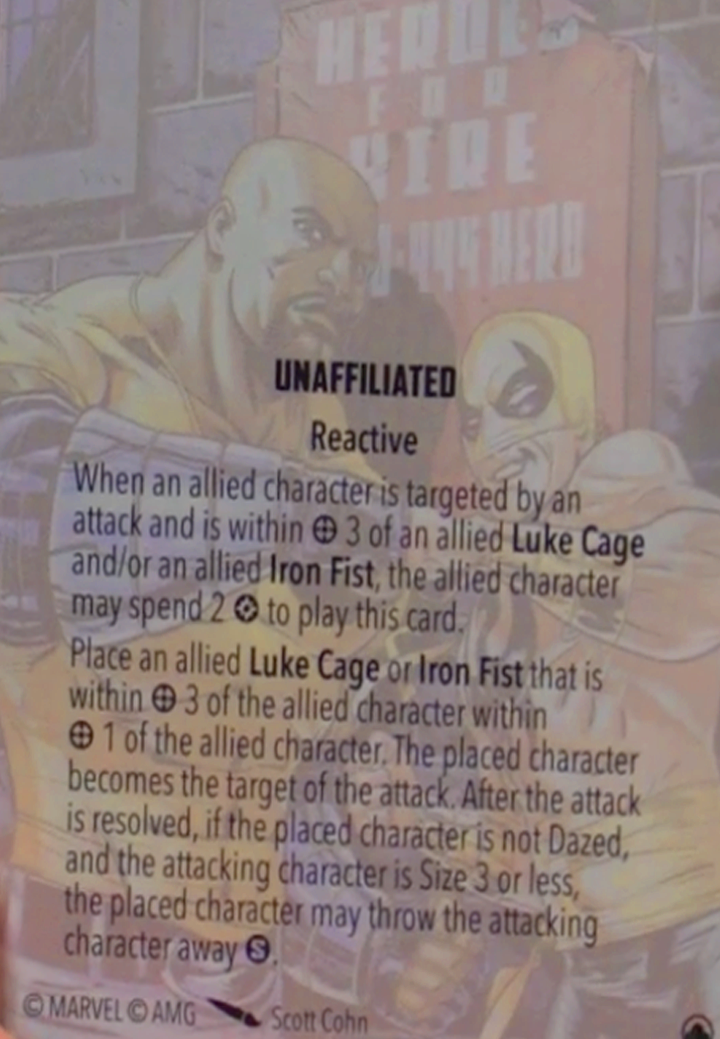 HEROES
FOR
HIRE
UNAFFILIATED
Reactive
When an allied character is targeted by an
attack and is within ⊕ 3 of an allied Luke Cage
and/or an allied Iron Fist, the allied character
may spend 2 to play this card.
Place an allied Luke Cage or Iron Fist that is
within ⊕ 3 of the allied character within
⊕ 1 of the allied character. The placed character
becomes the target of the attack. After the attack
is resolved, if the placed character is not Dazed,
and the attacking character is Size 3 or less,
the placed character may throw the attacking
character away S.
© MARVEL © AMG Scott Cohn